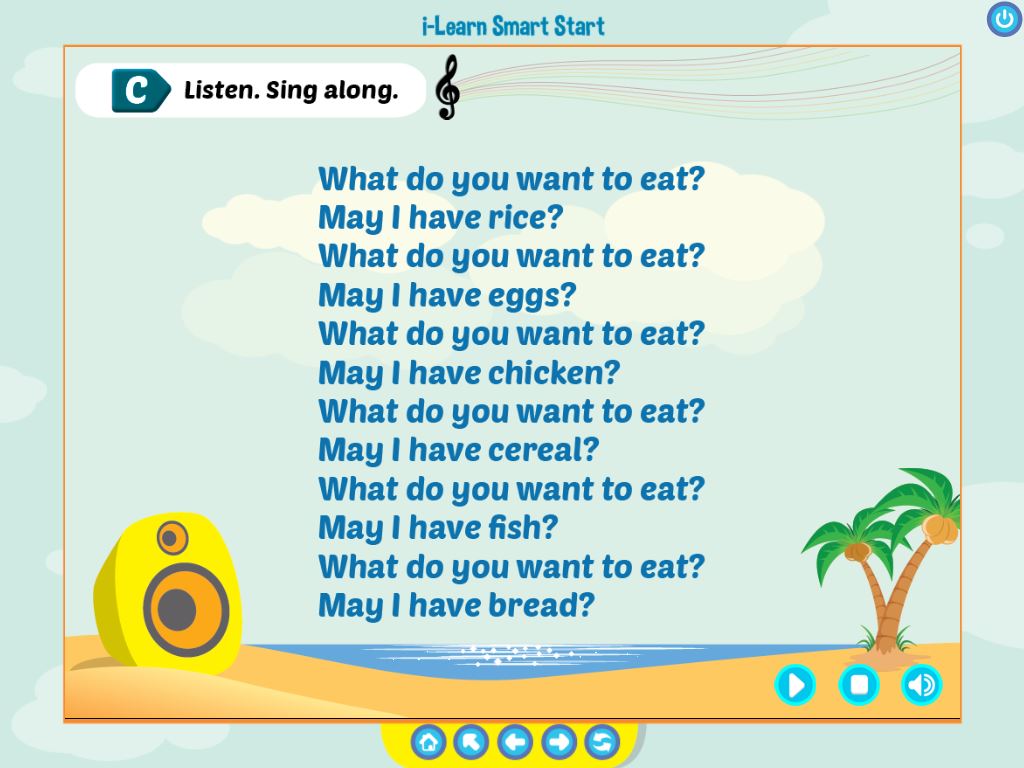 i-Learn Smart Start
C Listen. Sing along.
What do you want to eat?
May I have rice?
What do you want to eat?
May I have eggs?
What do you want to eat?
May I have chicken?
What do you want to eat?
May I have cereal?
What do you want to eat?
May I have fish?
What do you want to eat?
May I have bread?